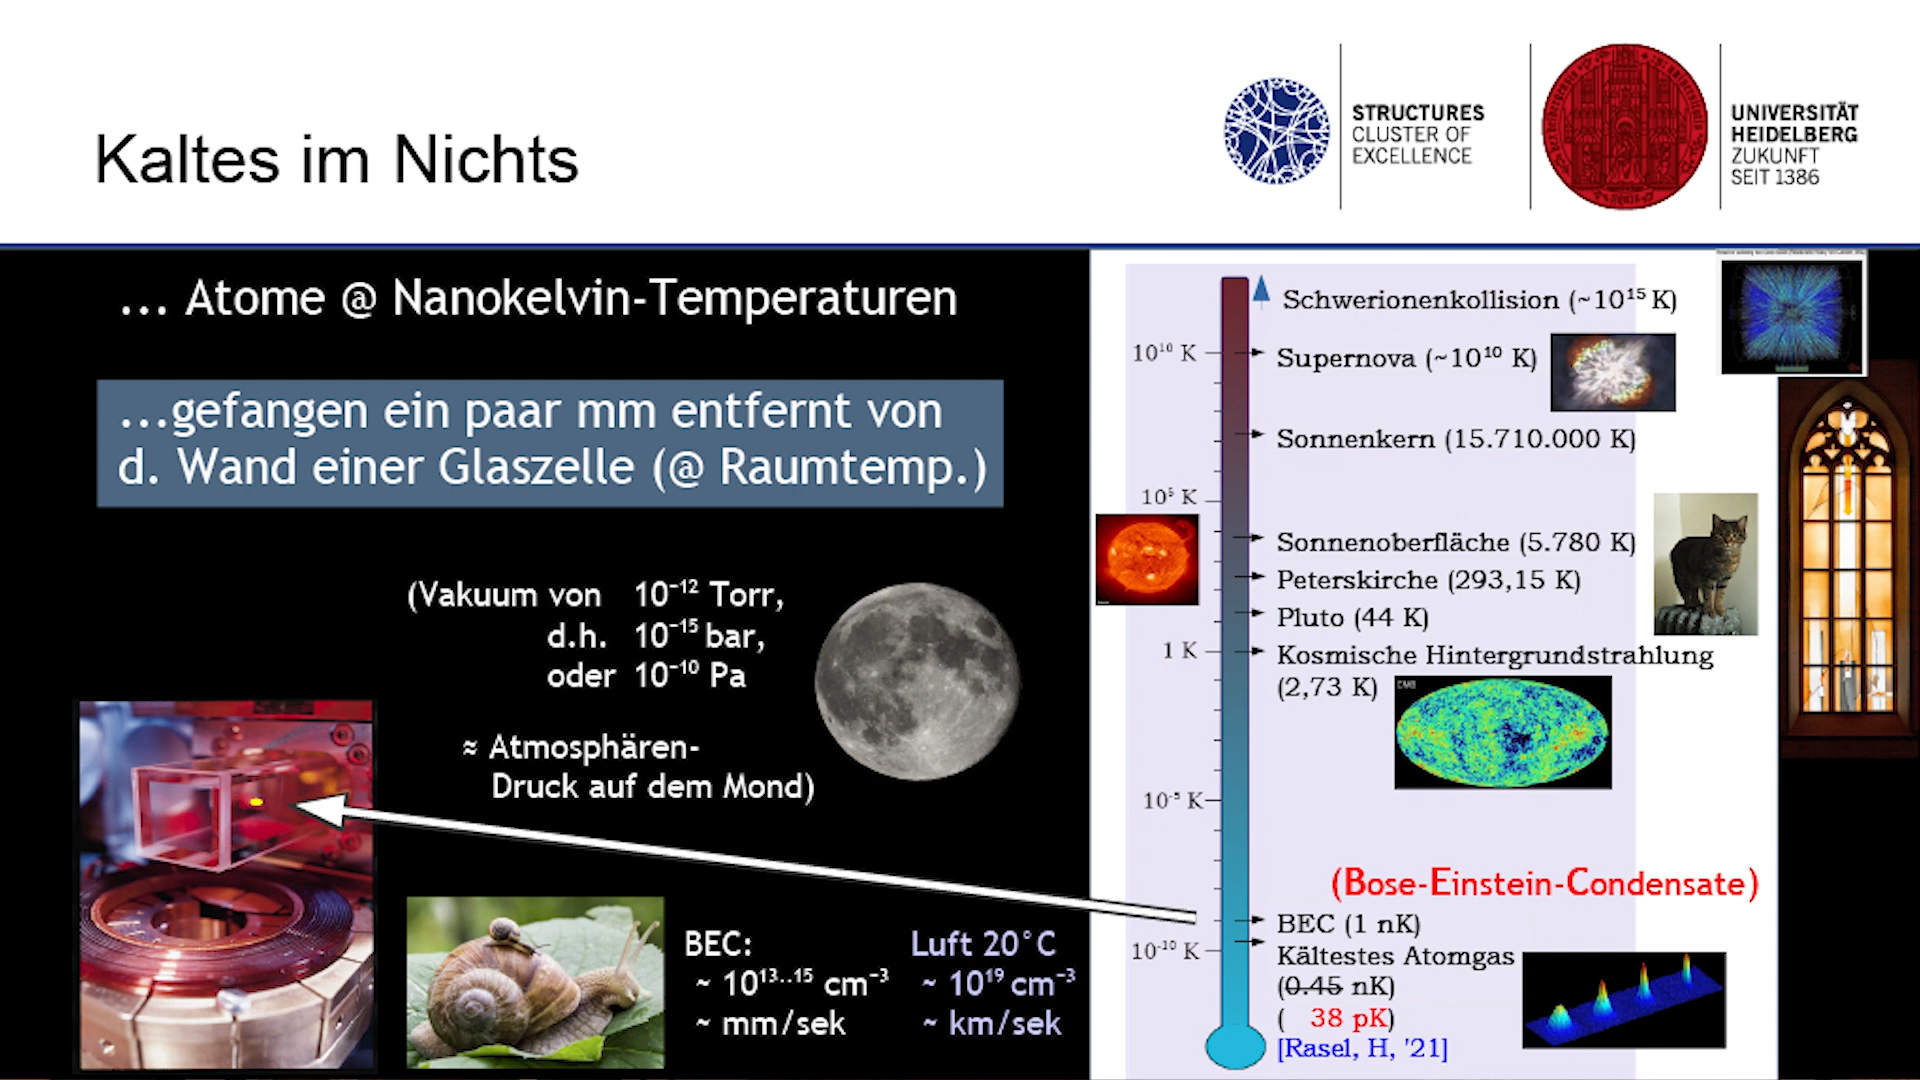 Kaltes im Nichts
STRUCTURES
CLUSTER OF
EXCELLENCE
UNIVERSITÄT
HEIDELBERG
ZUKUNFT
SEIT 1386
... Atome @ Nanokelvin-Temperaturen
...gefangen ein paar mm entfernt von
d. Wand einer Glaszelle (@ Raumtemp.)
(Vakuum von 10⁻¹² Torr,
d.h. 10⁻¹⁵ bar,
oder 10⁻¹⁰ Pa
≈ Atmosphären-
Druck auf dem Mond)
BEC:
~ 10¹³··¹⁵ cm⁻³
~ mm/sek
Luft 20°C
~ 10¹⁹ cm⁻³
~ km/sek
Schwerionenkollision (~10¹⁵ K)
10¹⁰ K
Supernova (~10¹⁰ K)
Sonnenkern (15.710.000 K)
10⁵ K
Sonnenoberfläche (5.780 K)
Peterskirche (293,15 K)
Pluto (44 K)
1 K
Kosmische Hintergrundstrahlung
(2,73 K)
CMB
10⁻⁵ K
(Bose-Einstein-Condensate)
BEC (1 nK)
10⁻¹⁰ K
Kältestes Atomgas
(0.45 nK)
( 38 pK)
[Rasel, H, '21]